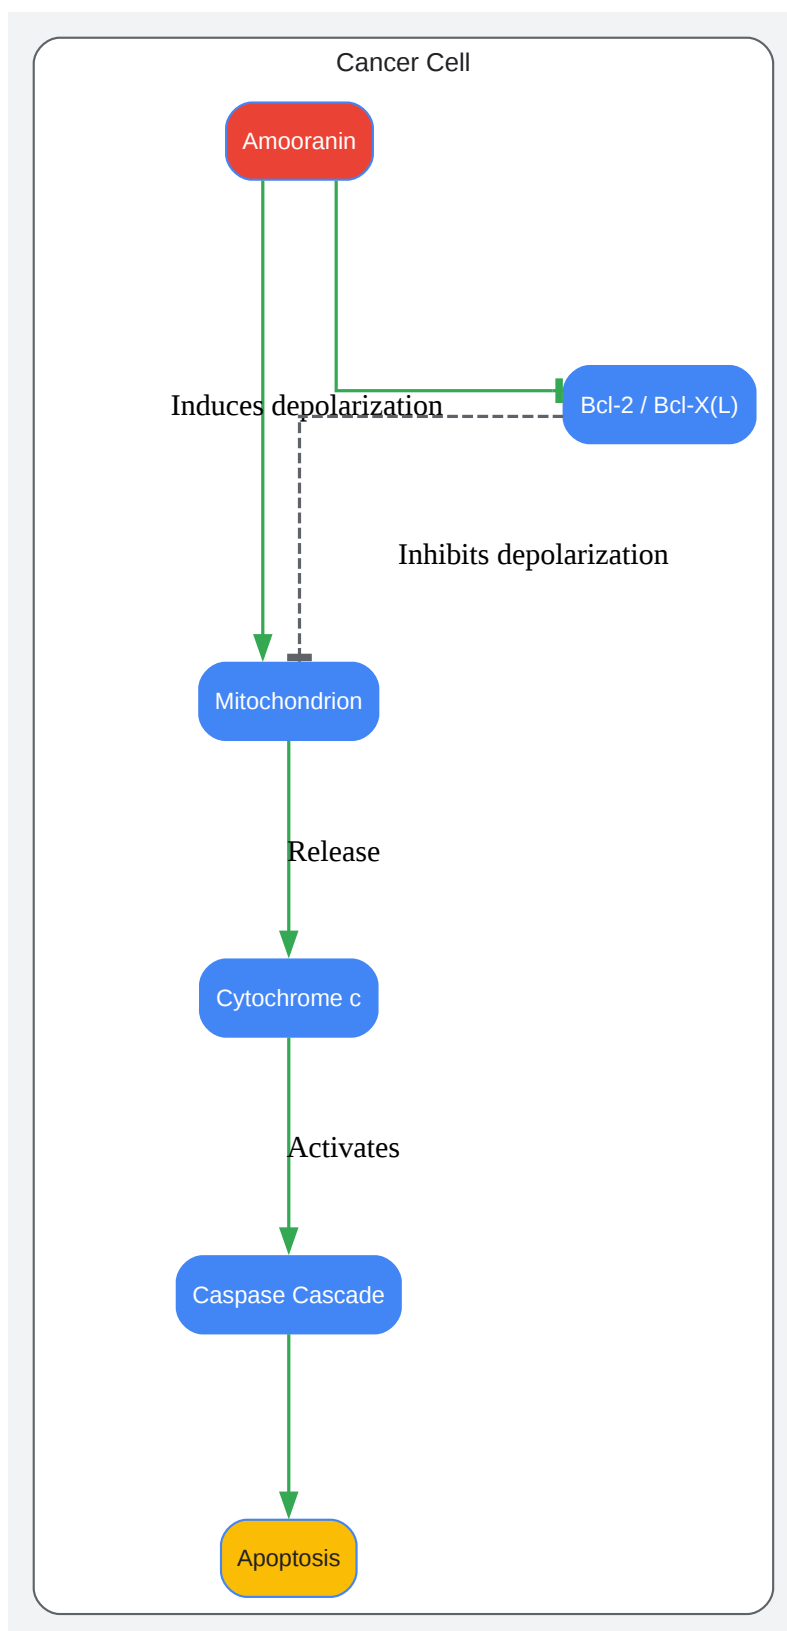 Cancer Cell
Amooranin
Induces depolarization
Bcl-2 / Bcl-X(L)
Inhibits depolarization
Mitochondrion
Release
Cytochrome c
Activates
Caspase Cascade
Apoptosis